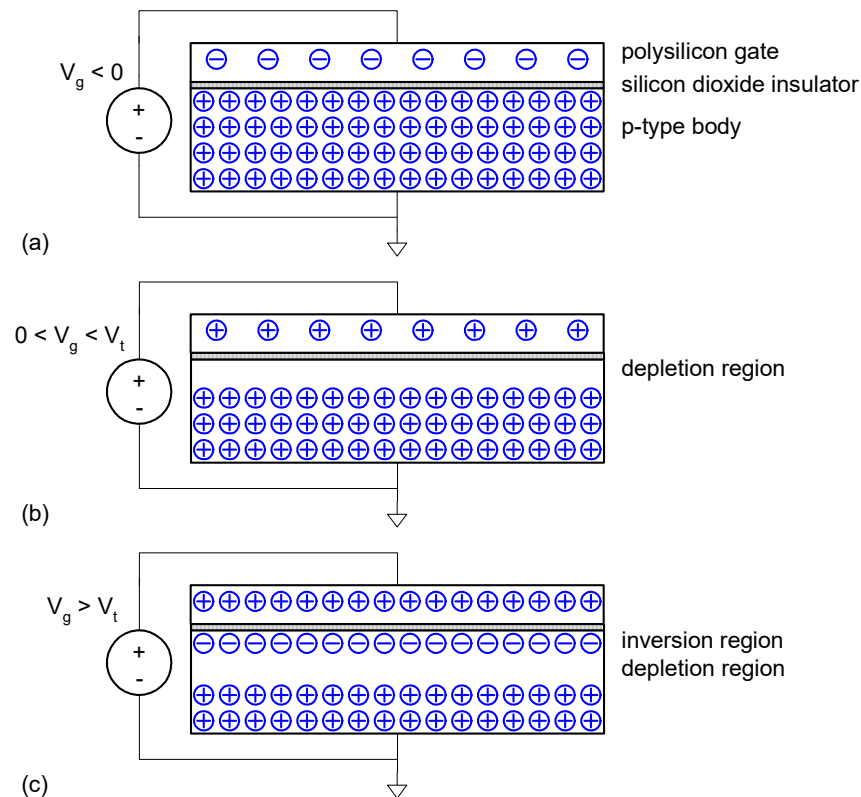 polysilicon gate
V_g < 0
silicon dioxide insulator
+
-
p-type body
(a)
0 < V_g < V_t
+
-
depletion region
(b)
V_g > V_t
+
-
inversion region
depletion region
(c)